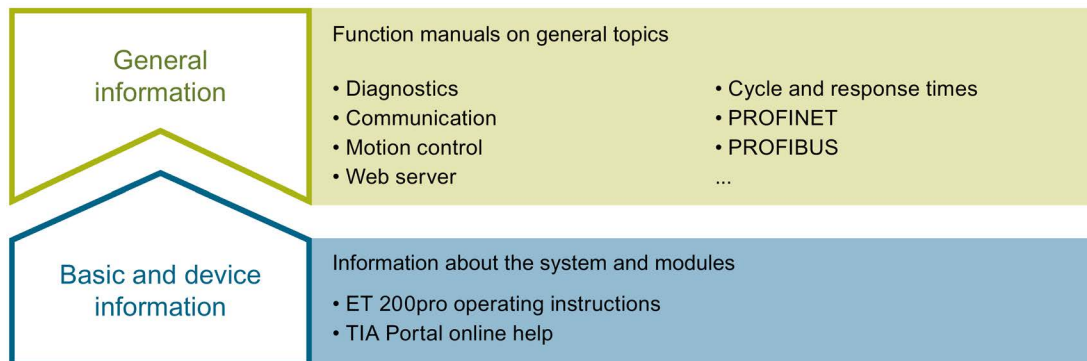 General
information
Function manuals on general topics
• Diagnostics
• Communication
• Motion control
• Web server
• Cycle and response times
• PROFINET
• PROFIBUS
...
Basic and device
information
Information about the system and modules
• ET 200pro operating instructions
• TIA Portal online help